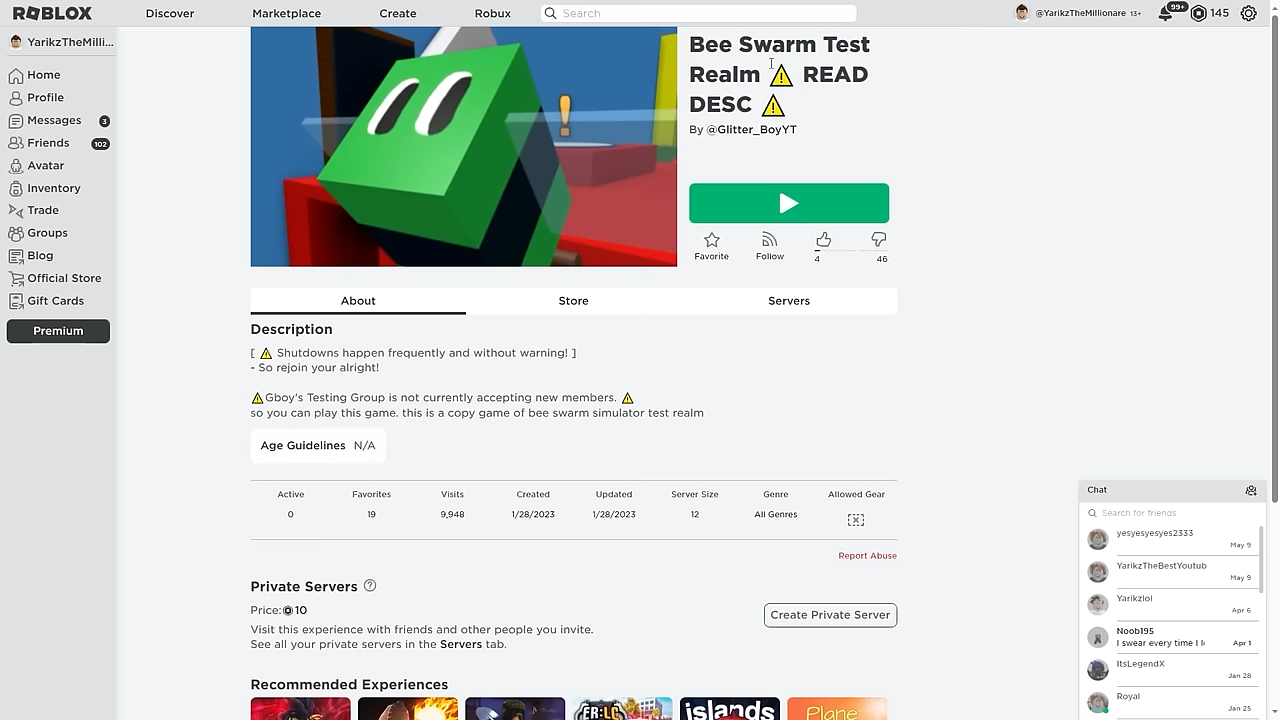 ROBLOX
Discover
Marketplace
Create
Robux
Search
@YarikzTheMillionare 13+
99+
145
YarikzTheMilli...
Home
Profile
Messages 3
Friends 102
Avatar
Inventory
Trade
Groups
Blog
Official Store
Gift Cards
Premium
Bee Swarm Test
Realm ⚠ READ
DESC ⚠
By @Glitter_BoyYT
Favorite
Follow
4
46
About
Store
Servers
Description
[ ⚠ Shutdowns happen frequently and without warning! ]
- So rejoin your alright!
⚠Gboy's Testing Group is not currently accepting new members. ⚠
so you can play this game. this is a copy game of bee swarm simulator test realm
Age Guidelines N/A
Active Favorites Visits Created Updated Server Size Genre Allowed Gear
0 19 9,948 1/28/2023 1/28/2023 12 All Genres
Report Abuse
Private Servers
Price: 10
Create Private Server
Visit this experience with friends and other people you invite.
See all your private servers in the Servers tab.
Recommended Experiences
ER:LC
islands
Plane
Chat
Search for friends
yesyesyesyes2333
May 9
YarikzTheBestYoutub
May 9
Yarikzlol
Apr 6
Noob195
I swear every time I l
Apr 1
ItsLegendX
Jan 28
Royal
Jan 25